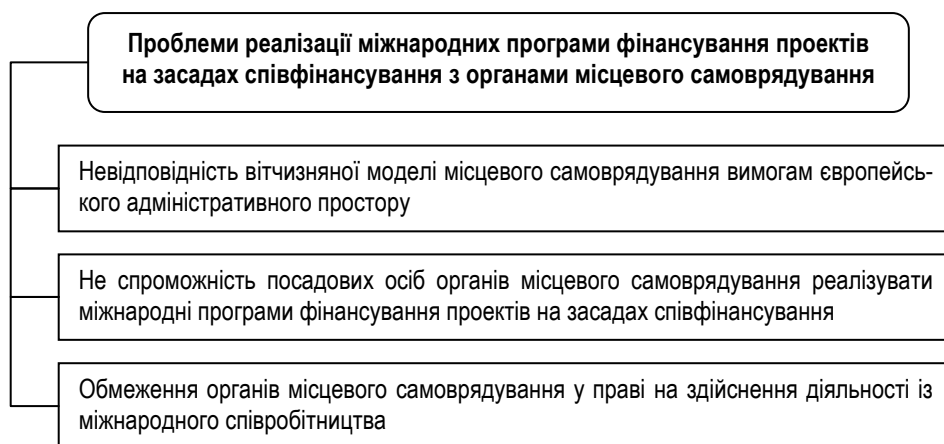 Проблеми реалізації міжнародних програми фінансування проектів
на засадах співфінансування з органами місцевого самоврядування
Невідповідність вітчизняної моделі місцевого самоврядування вимогам європейсь-
кого адміністративного простору
Не спроможність посадових осіб органів місцевого самоврядування реалізувати
міжнародні програми фінансування проектів на засадах співфінансування
Обмеження органів місцевого самоврядування у праві на здійснення діяльності із
міжнародного співробітництва